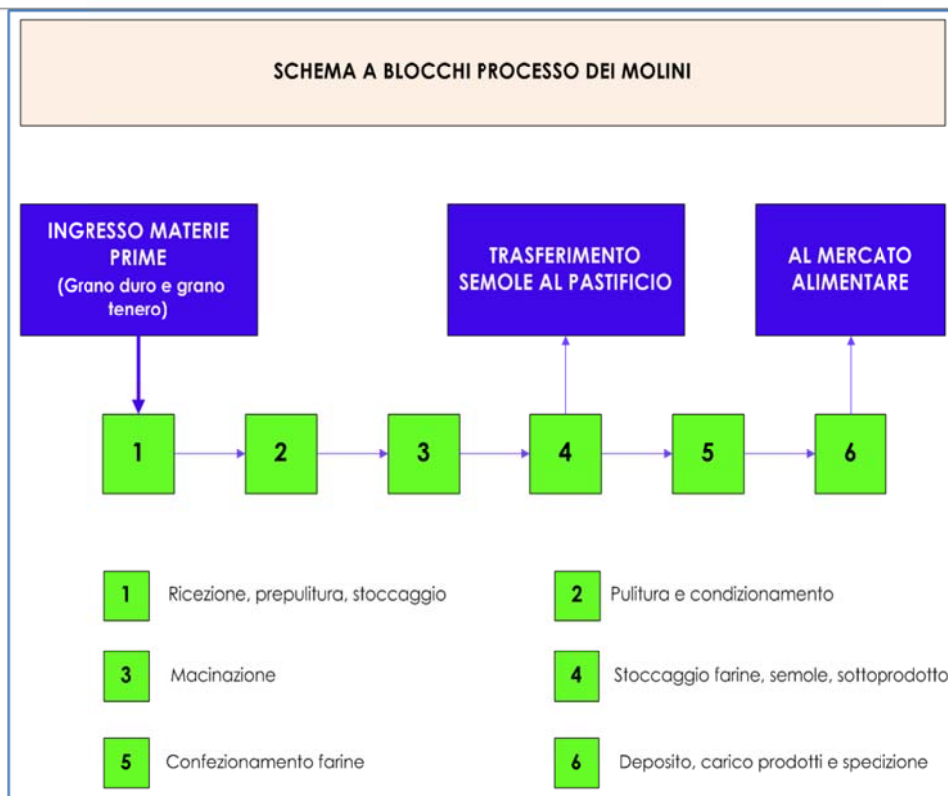 SCHEMA A BLOCCHI PROCESSO DEI MOLINI
INGRESSO MATERIE
PRIME
(Grano duro e grano
tenero)
TRASFERIMENTO
SEMOLE AL PASTIFICIO
AL MERCATO
ALIMENTARE
1
2
3
4
5
6
1 Ricezione, prepulitura, stoccaggio
2 Pulitura e condizionamento
3 Macinazione
4 Stoccaggio farine, semole, sottoprodotto
5 Confezionamento farine
6 Deposito, carico prodotti e spedizione